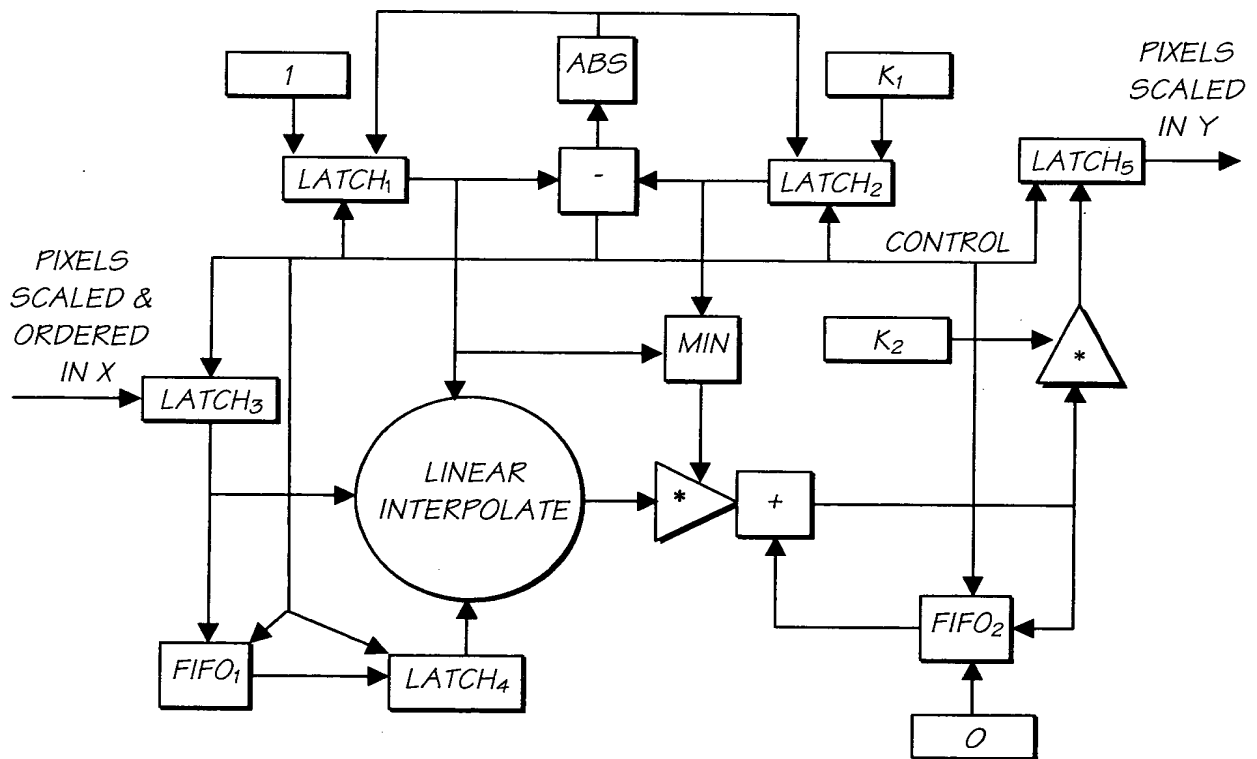 1
ABS
K₁
PIXELS
SCALED
IN Y
LATCH₁
-
LATCH₂
LATCH₅
CONTROL
PIXELS
SCALED &
ORDERED
IN X
MIN
K₂
*
LATCH₃
LINEAR
INTERPOLATE
*
+
FIFO₁
LATCH₄
FIFO₂
0